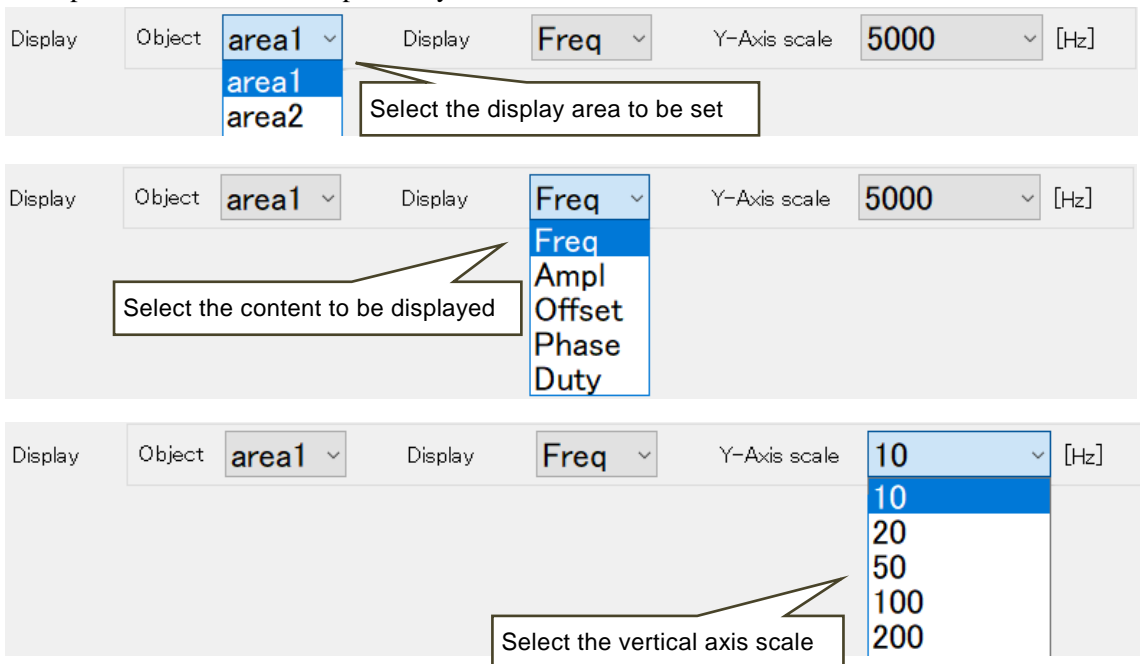 Display Object area1 Display Freq Y-Axis scale 5000 [Hz]
area1
area2
Select the display area to be set
Display Object area1 Display Freq Y-Axis scale 5000 [Hz]
Freq
Ampl
Offset
Phase
Duty
Select the content to be displayed
Display Object area1 Display Freq Y-Axis scale 10 [Hz]
10
20
50
100
200
Select the vertical axis scale